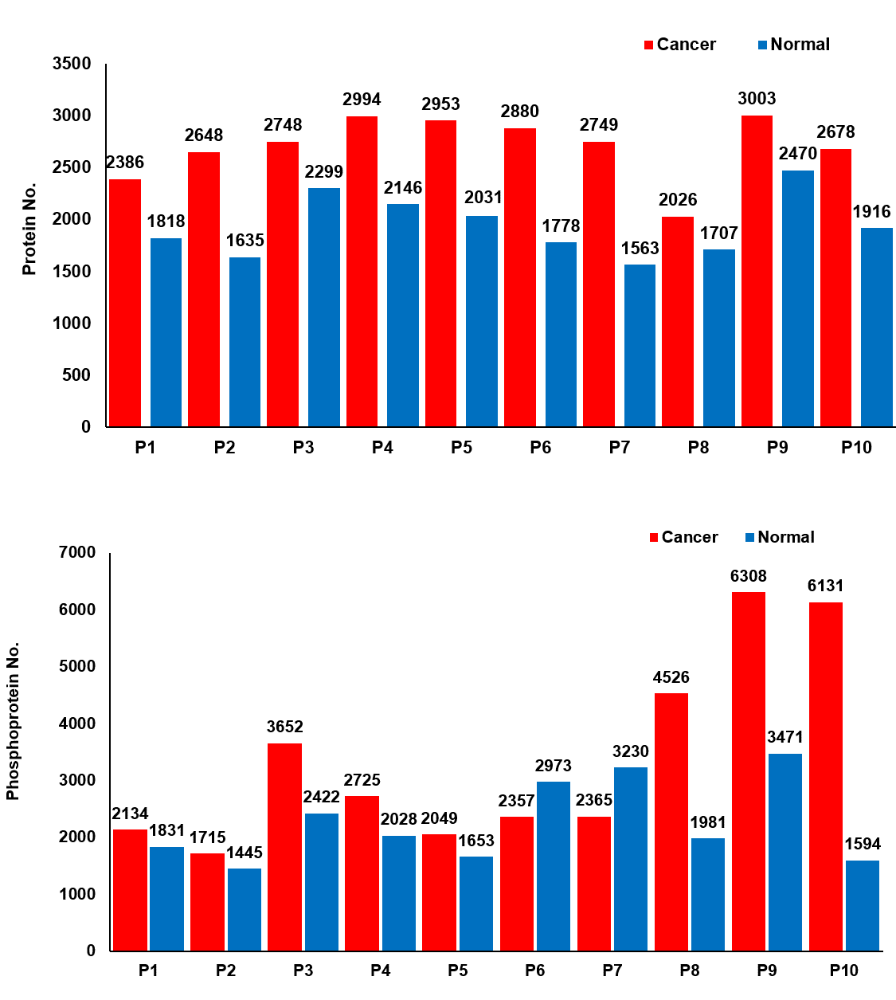 Cancer Normal
3500
3000
2500
2000
1500
1000
500
0
Protein No.
2386 2648 2748 2994 2953 2880 2749 2026 3003 2678
1818 1635 2299 2146 2031 1778 1563 1707 2470 1916
P1 P2 P3 P4 P5 P6 P7 P8 P9 P10
Cancer Normal
7000
6000
5000
4000
3000
2000
1000
0
Phosphoprotein No.
2134 1715 3652 2725 2049 2357 2365 4526 6308 6131
1831 1445 2422 2028 1653 2973 3230 1981 3471 1594
P1 P2 P3 P4 P5 P6 P7 P8 P9 P10